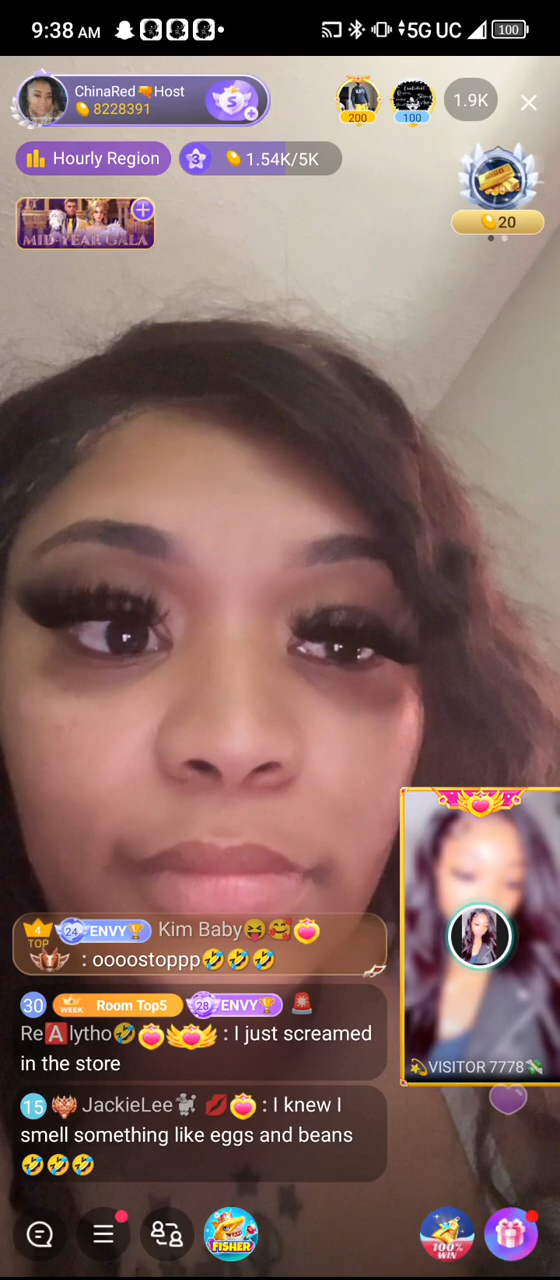 9:38 AM
5G UC
100
ChinaRed🔫Host
8228391
S
200
100
1.9K
Hourly Region
3
1.54K/5K
MID-YEAR GALA
20
4
TOP
24 ENVY🏆 Kim Baby😝🥰
: oooostoppp🤣🤣🤣
30 WEEK Room Top5 28 ENVY🏆 🚨
Re🅰lytho🤣 : I just screamed
in the store
15 JackieLee🐩 💋 : I knew I
smell something like eggs and beans
🤣🤣🤣
💫VISITOR 7778💸
FISHER
100%
WIN